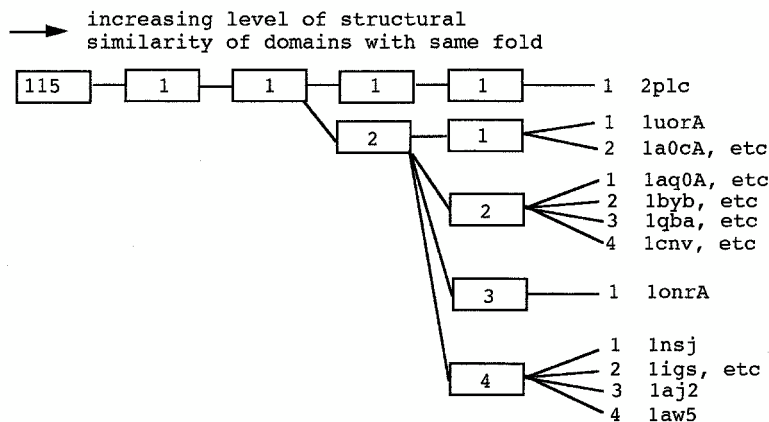 increasing level of structural
similarity of domains with same fold
115 1 1 1 1 1 2plc
1 1uorA
2 1
2 1a0cA, etc
1 1aq0A, etc
2 1byb, etc
2
3 1qba, etc
4 1cnv, etc
3 1 1onrA
1 1nsj
2 1igs, etc
4
3 1aj2
4 1aw5